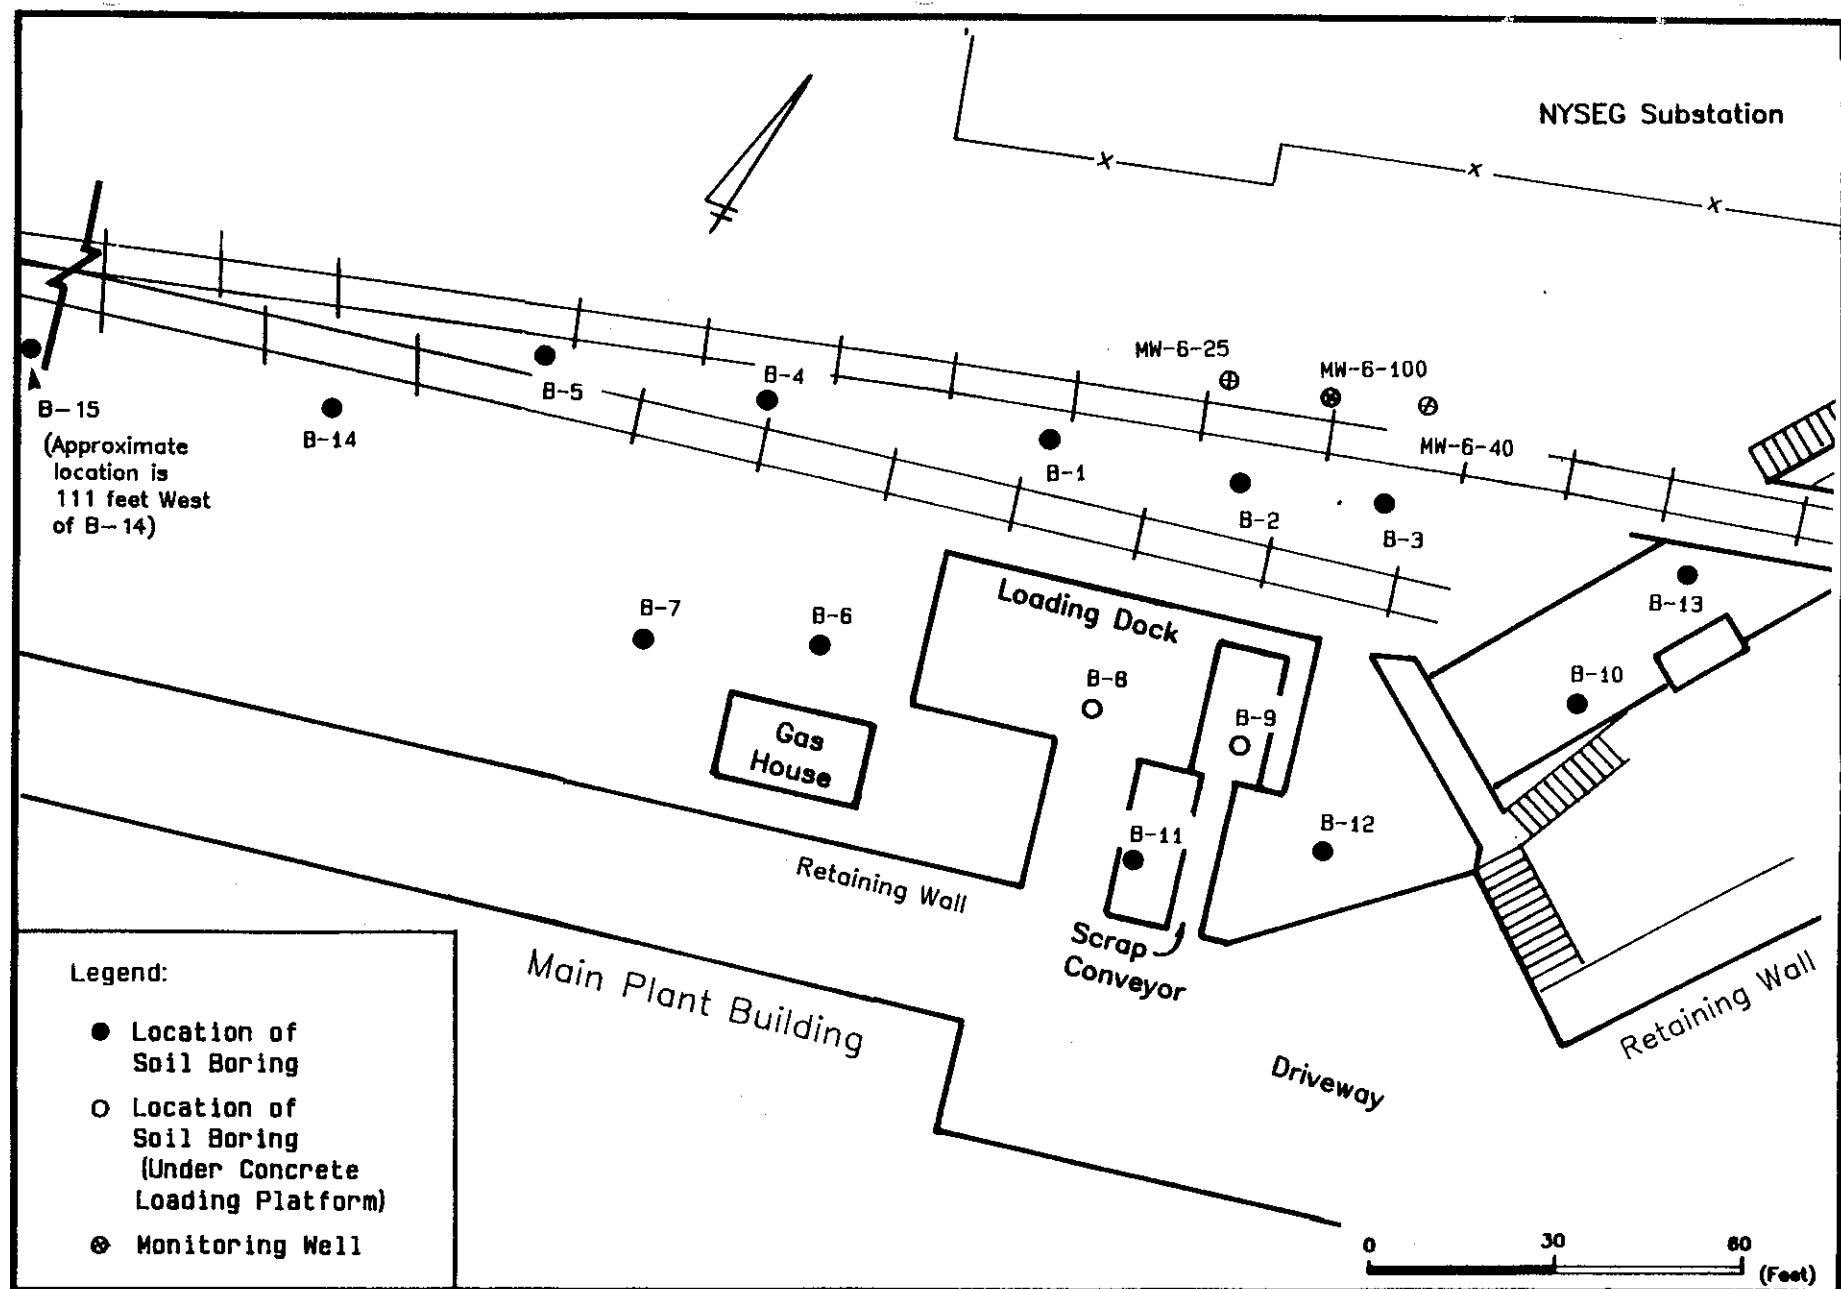 NYSEG Substation
MW-6-25
MW-6-100
MW-6-40
B-4
B-5
B-15
(Approximate
location is
111 feet West
of B-14)
B-14
B-1
B-2
B-3
Loading Dock
B-13
B-7
B-6
B-8
B-9
B-10
Gas
House
B-11
B-12
Retaining Wall
Scrap
Conveyor
Main Plant Building
Retaining Wall
Driveway
Legend:
Location of
Soil Boring
Location of
Soil Boring
(Under Concrete
Loading Platform)
Monitoring Well
0 30 60
(Feet)